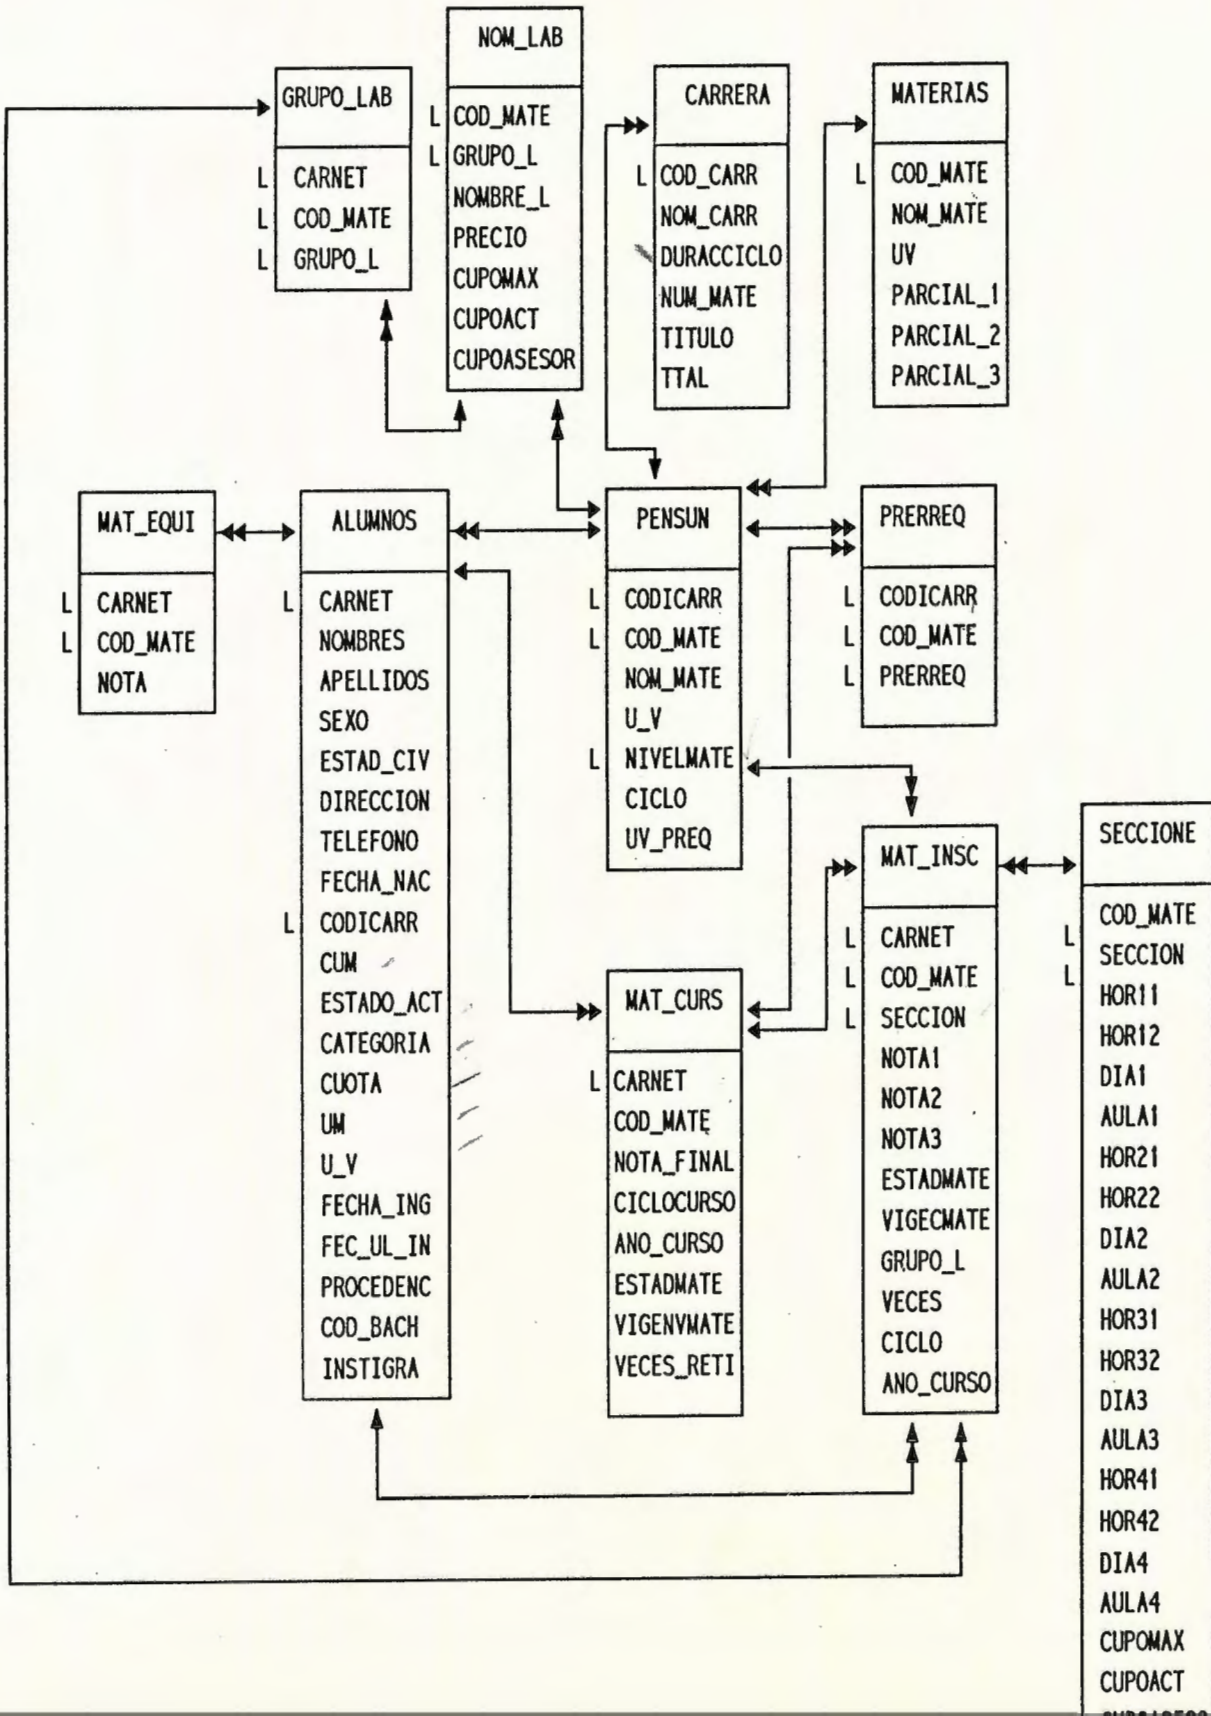 NOM_LAB
L COD_MATE
L GRUPO_L
NOMBRE_L
PRECIO
CUPOMAX
CUPOACT
CUPOASESOR
GRUPO_LAB
L CARNET
L COD_MATE
L GRUPO_L
CARRERA
L COD_CARR
NOM_CARR
DURACCICLO
NUM_MATE
TITULO
TTAL
MATERIAS
L COD_MATE
NOM_MATE
UV
PARCIAL_1
PARCIAL_2
PARCIAL_3
MAT_EQUI
L CARNET
L COD_MATE
NOTA
ALUMNOS
L CARNET
NOMBRES
APELLIDOS
SEXO
ESTAD_CIV
DIRECCION
TELEFONO
FECHA_NAC
L CODICARR
CUM
ESTADO_ACT
CATEGORIA
CUOTA
UM
U_V
FECHA_ING
FEC_UL_IN
PROCEDENC
COD_BACH
INSTIGRA
PENSUN
L CODICARR
L COD_MATE
NOM_MATE
U_V
L NIVELMATE
CICLO
UV_PREQ
PRERREQ
L CODICARR
L COD_MATE
L PRERREQ
MAT_CURS
L CARNET
COD_MATE
NOTA_FINAL
CICLOCURSO
ANO_CURSO
ESTADMATE
VIGENVMATE
VECES_RETI
MAT_INSC
L CARNET
L COD_MATE
L SECCION
NOTA1
NOTA2
NOTA3
ESTADMATE
VIGECMATE
GRUPO_L
VECES
CICLO
ANO_CURSO
SECCIONE
L COD_MATE
L SECCION
HOR11
HOR12
DIA1
AULA1
HOR21
HOR22
DIA2
AULA2
HOR31
HOR32
DIA3
AULA3
HOR41
HOR42
DIA4
AULA4
CUPOMAX
CUPOACT